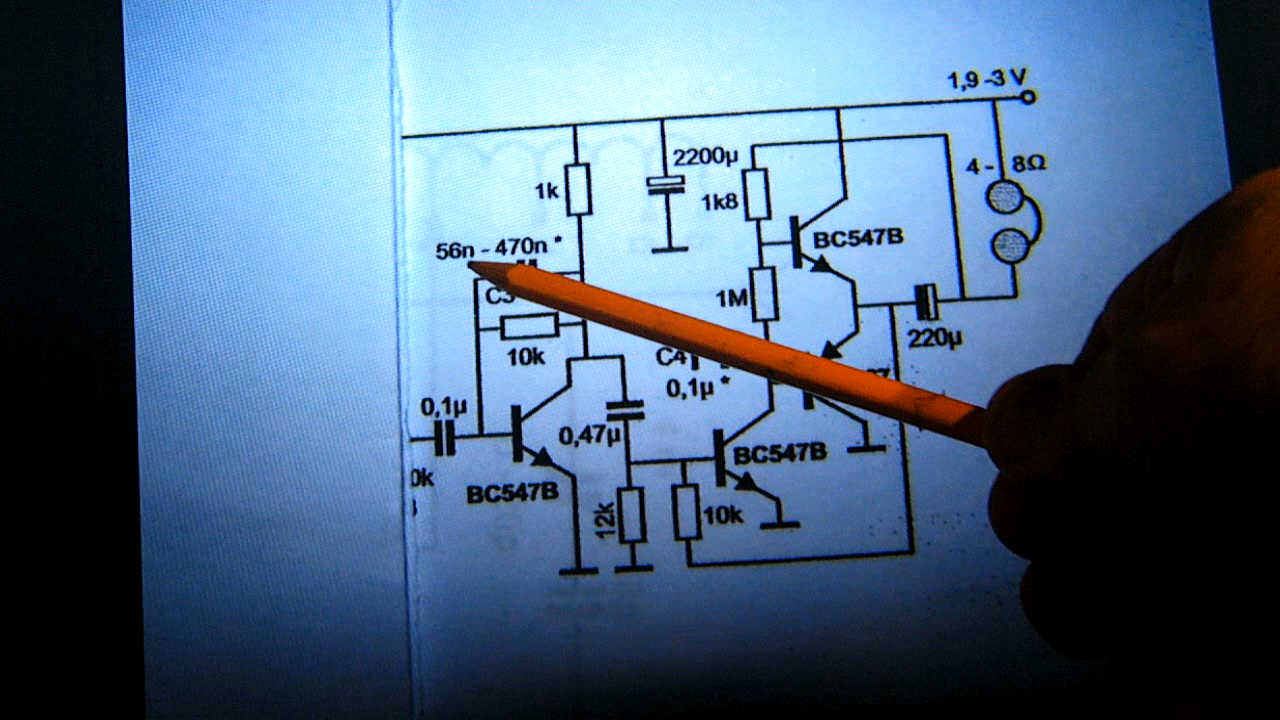 1,9 -3 V
2200µ
4 - 8Ω
1k
1k8
56n - 470n *
BC547B
C3
1M
10k
220µ
C4
0,1µ *
0,1µ
0,47µ
BC547B
0k
BC547B
12k
10k